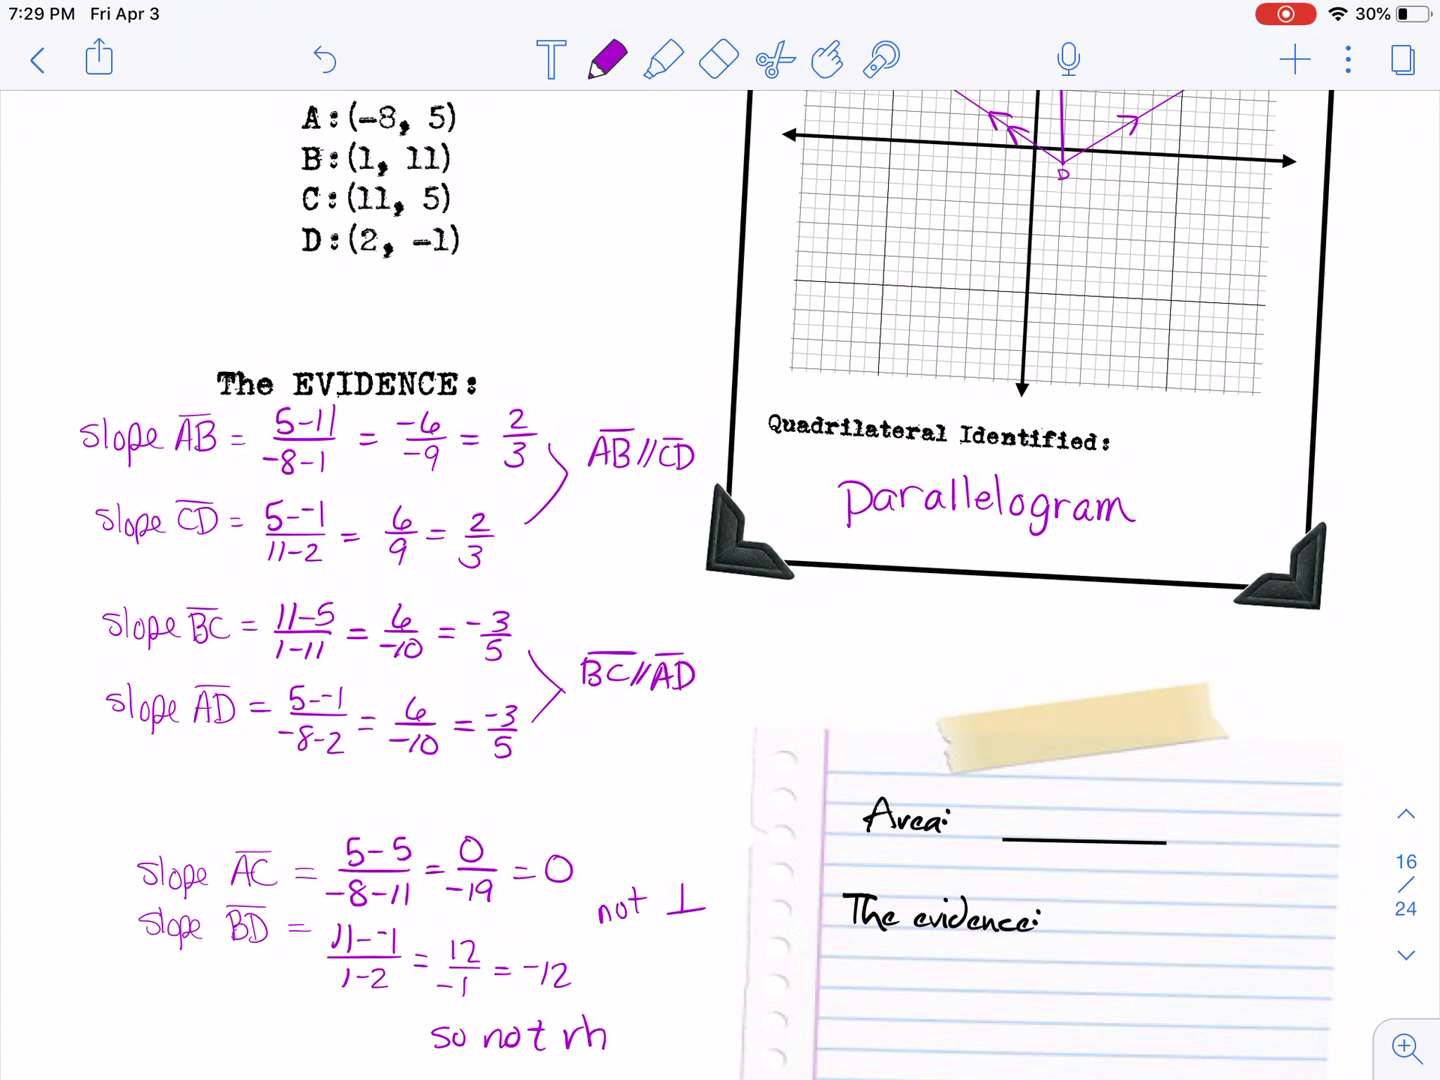 7:29 PM Fri Apr 3
30%
T
A:(-8, 5)
B:(1, 11)
C:(11, 5)
D:(2, -1)
D
The EVIDENCE:
slope AB = 5-11/-8-1 = -6/-9 = 2/3
AB//CD
slope CD = 5--1/11-2 = 6/9 = 2/3
slope BC = 11-5/1-11 = 6/-10 = -3/5
BC//AD
slope AD = 5--1/-8-2 = 6/-10 = -3/5
slope AC = 5-5/-8-11 = 0/-19 = 0
not ⊥
slope BD = 11--1/1-2 = 12/-1 = -12
so not rh
Quadrilateral Identified:
Parallelogram
Area:
The evidence:
16
/
24